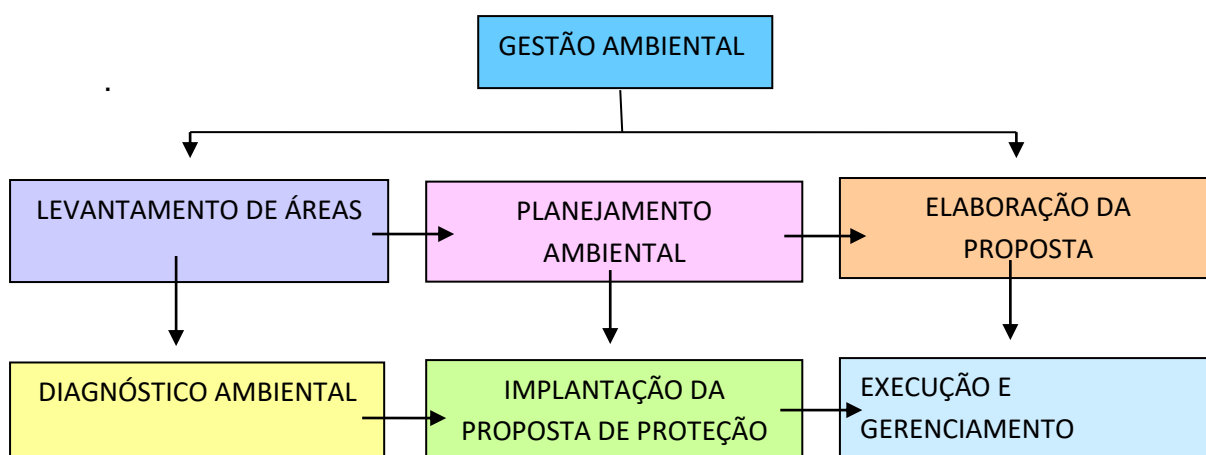 GESTÃO AMBIENTAL
.
LEVANTAMENTO DE ÁREAS
PLANEJAMENTO
AMBIENTAL
ELABORAÇÃO DA
PROPOSTA
DIAGNÓSTICO AMBIENTAL
IMPLANTAÇÃO DA
PROPOSTA DE PROTEÇÃO
EXECUÇÃO E
GERENCIAMENTO